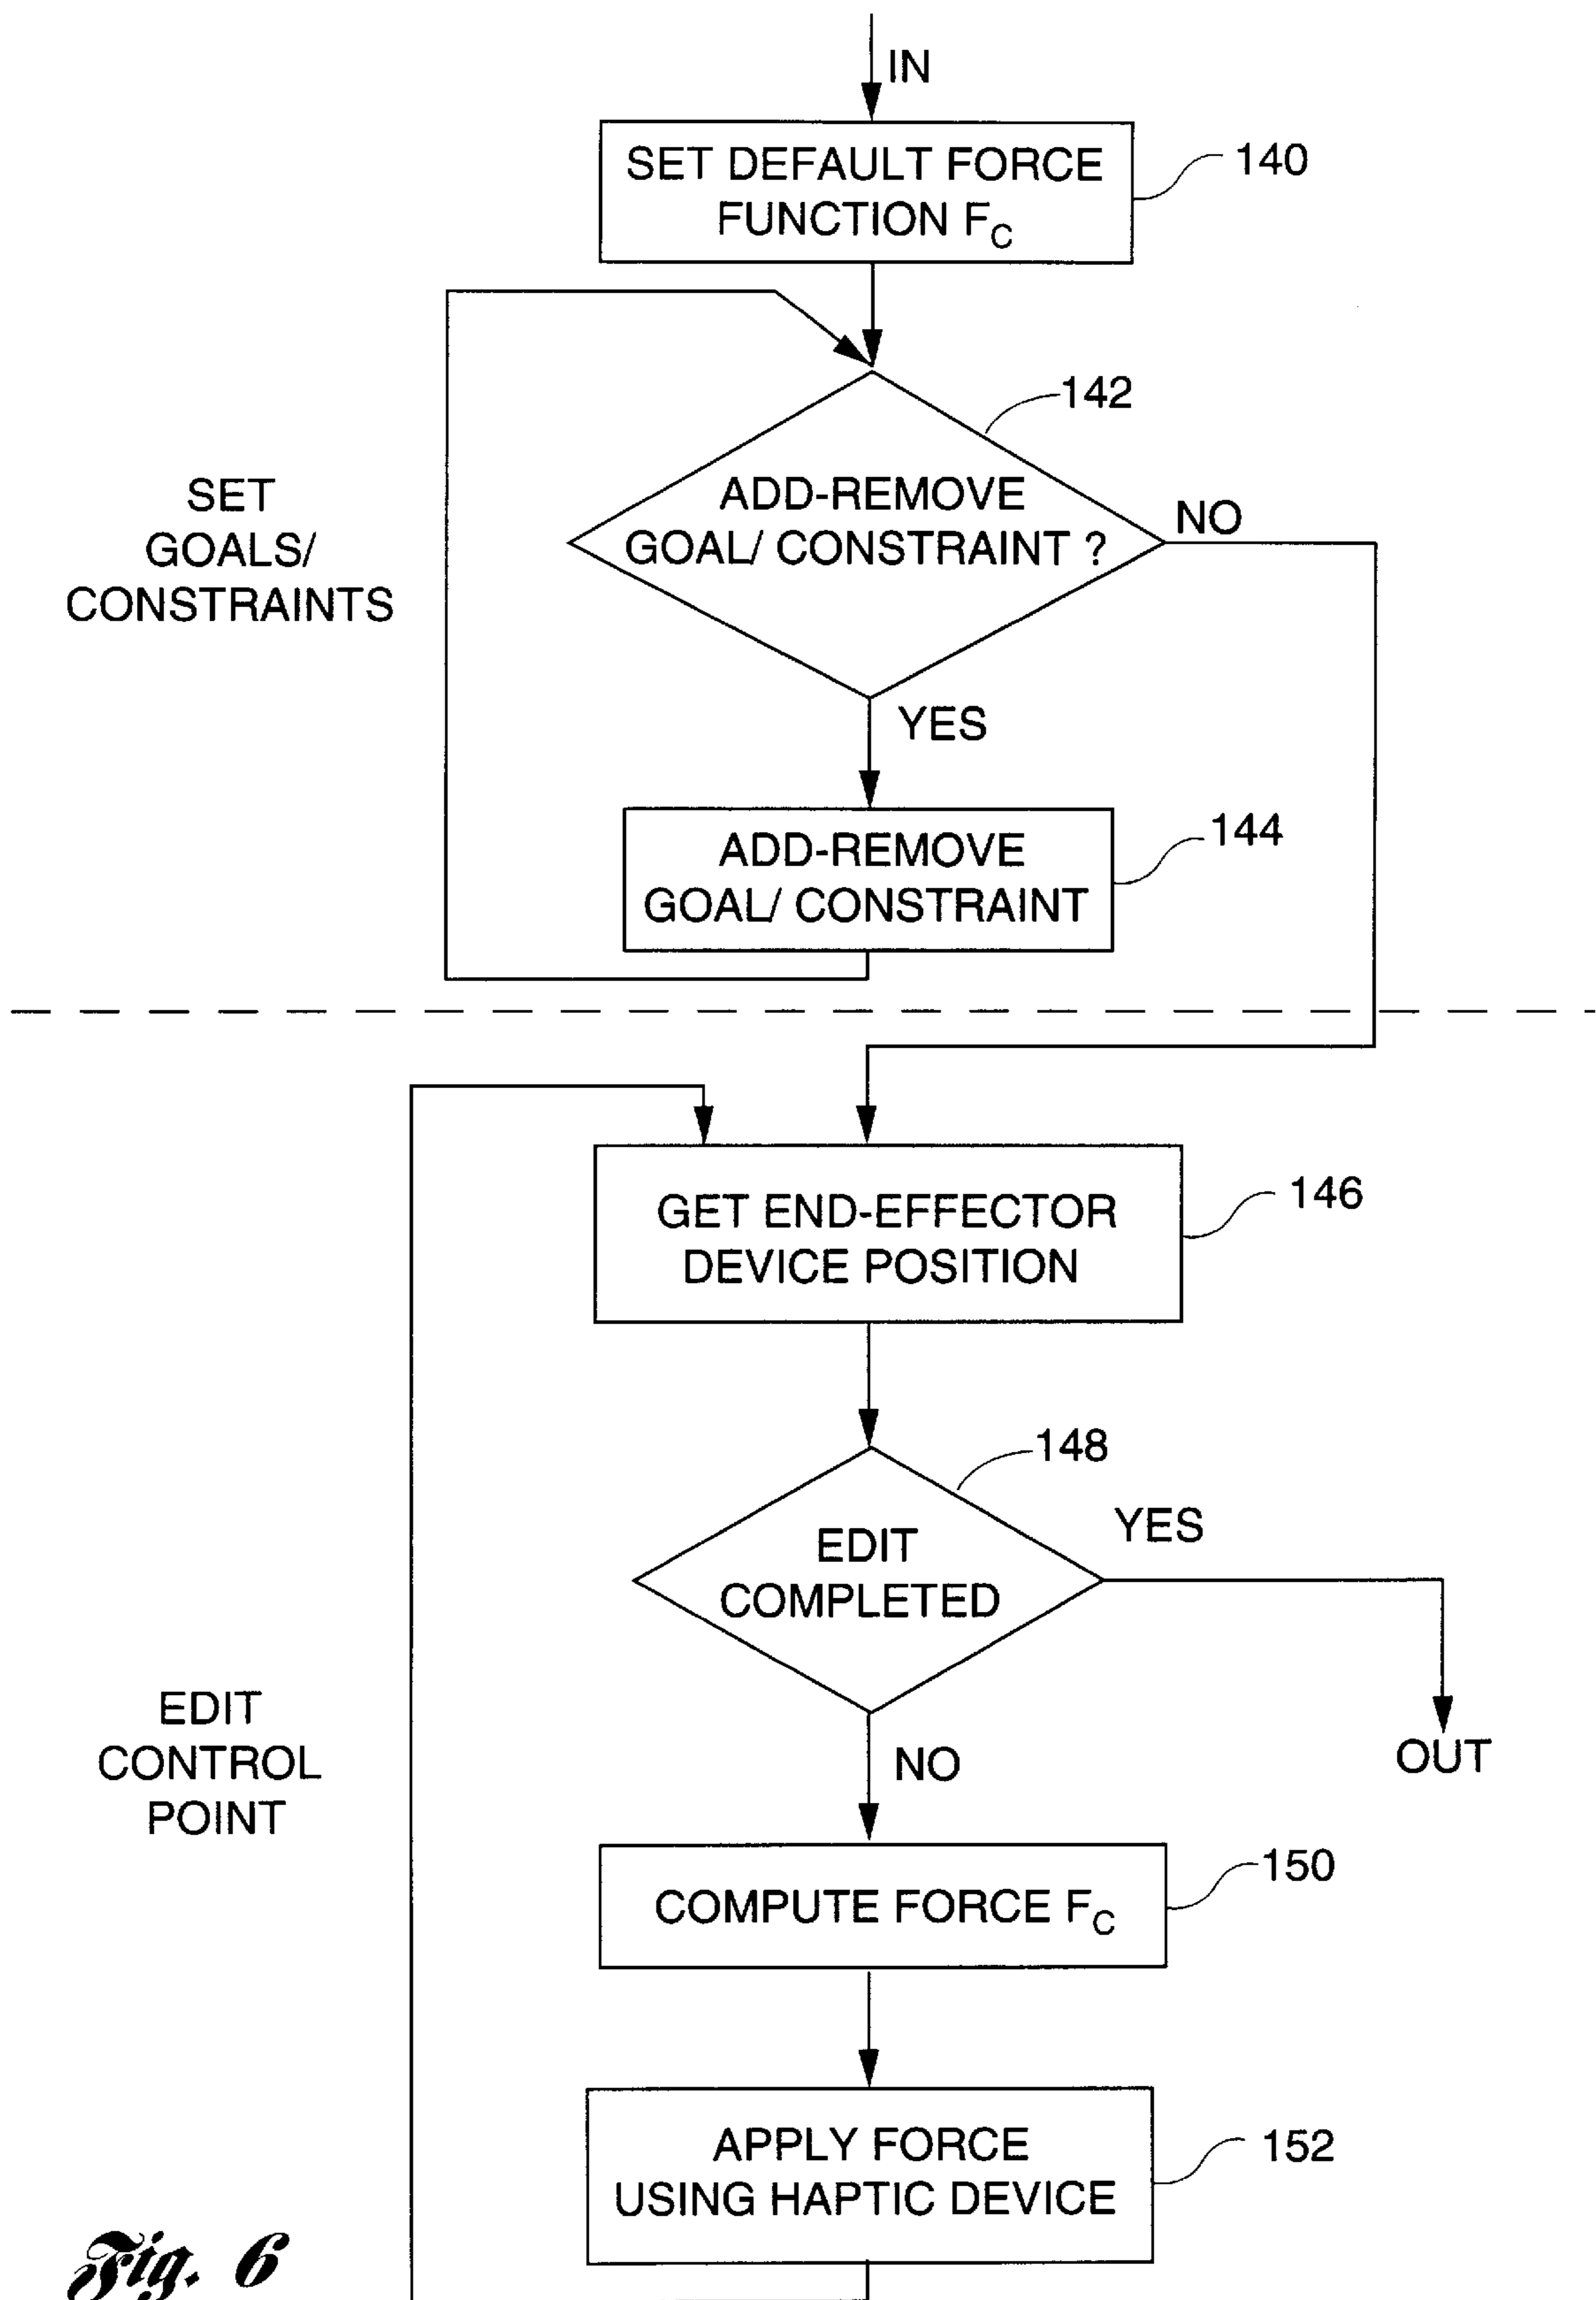 IN
SET DEFAULT FORCE
FUNCTION FC
140
142
ADD-REMOVE
GOAL/ CONSTRAINT ?
NO
SET
GOALS/
CONSTRAINTS
YES
ADD-REMOVE
GOAL/ CONSTRAINT
144
GET END-EFFECTOR
DEVICE POSITION
146
148
EDIT
COMPLETED
YES
OUT
EDIT
CONTROL
POINT
NO
COMPUTE FORCE FC
150
APPLY FORCE
USING HAPTIC DEVICE
152
Fig. 6